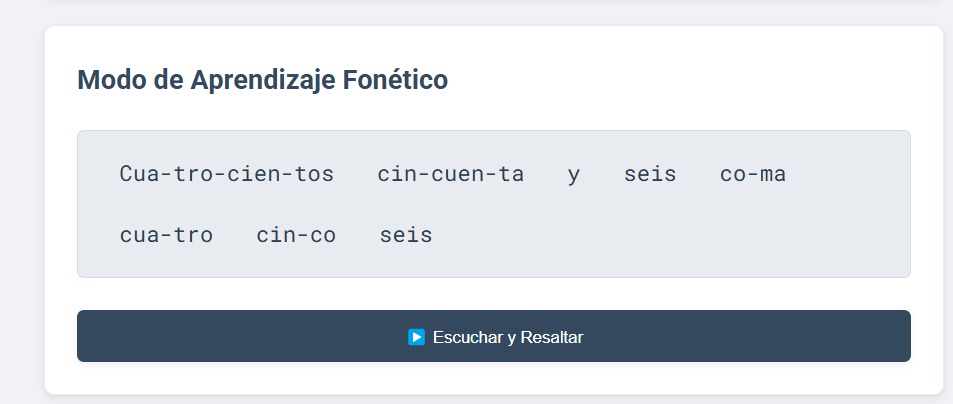 Modo de Aprendizaje Fonético
Cua-tro-cien-tos cin-cuen-ta y seis co-ma
cua-tro cin-co seis
Escuchar y Resaltar